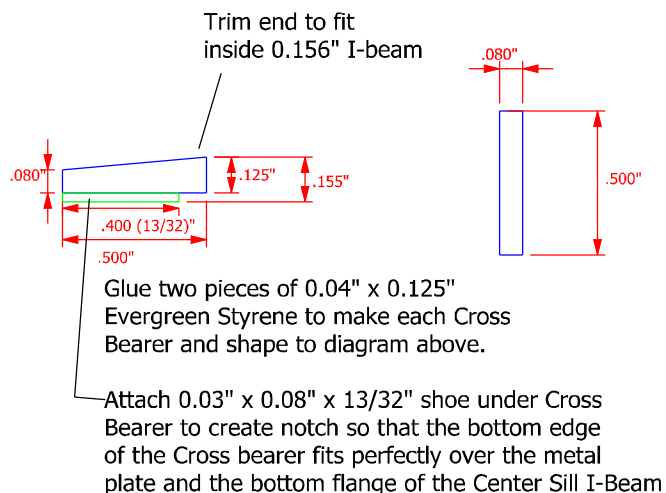 Trim end to fit
inside 0.156" I-beam
.080"
.080"
.125"
.155"
.500"
.400 (13/32)"
.500"
Glue two pieces of 0.04" x 0.125"
Evergreen Styrene to make each Cross
Bearer and shape to diagram above.
Attach 0.03" x 0.08" x 13/32" shoe under Cross
Bearer to create notch so that the bottom edge
of the Cross bearer fits perfectly over the metal
plate and the bottom flange of the Center Sill I-Beam